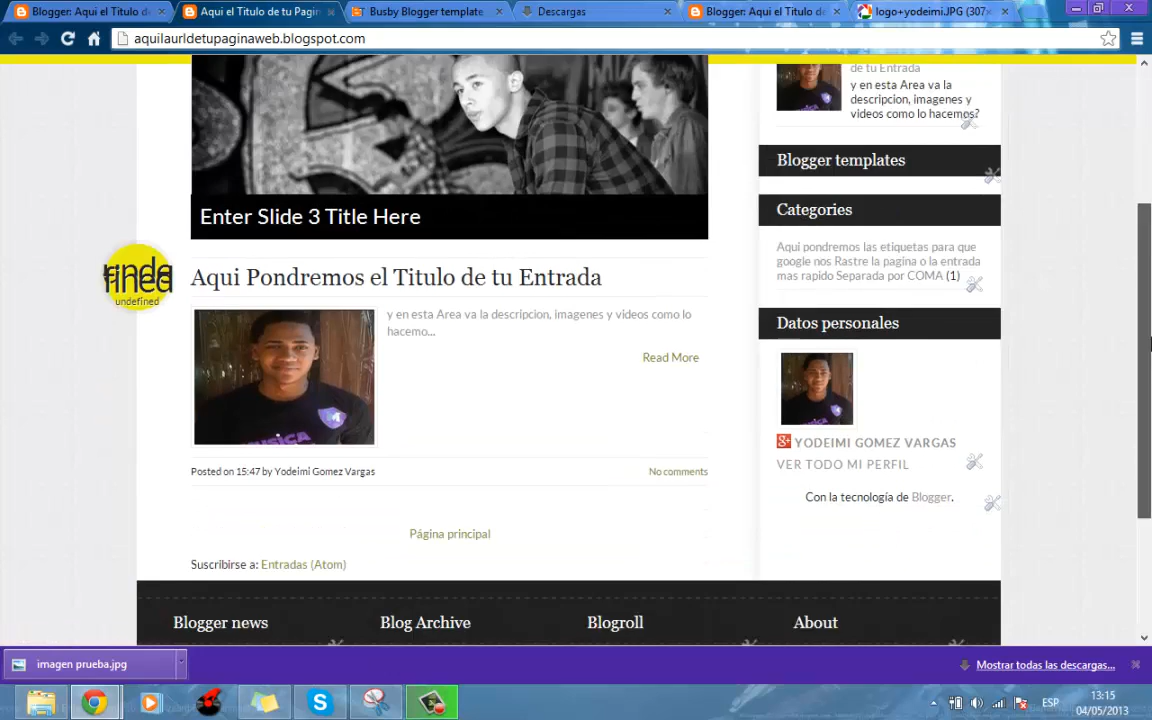 Blogger: Aqui el Titulo de
Aqui el Titulo de tu Pagin
Busby Blogger template
Descargas
Blogger: Aqui el Titulo d
logo+yodeimi.JPG (307×
aquilaurldetupaginaweb.blogspot.com
de tu Entrada
y en esta Area va la
descripcion, imagenes y
videos como lo hacemos?
Enter Slide 3 Title Here
Blogger templates
Categories
Aqui pondremos las etiquetas para que
google nos Rastre la pagina o la entrada
mas rapido Separada por COMA (1)
undefined
Aqui Pondremos el Titulo de tu Entrada
y en esta Area va la descripcion, imagenes y videos como lo
hacemo...
Read More
Datos personales
YODEIMI GOMEZ VARGAS
VER TODO MI PERFIL
Con la tecnología de Blogger.
Posted on 15:47 by Yodeimi Gomez Vargas
No comments
Página principal
Suscribirse a: Entradas (Atom)
Blogger news
Blog Archive
Blogroll
About
imagen prueba.jpg
Mostrar todas las descargas...
ESP
13:15
04/05/2013